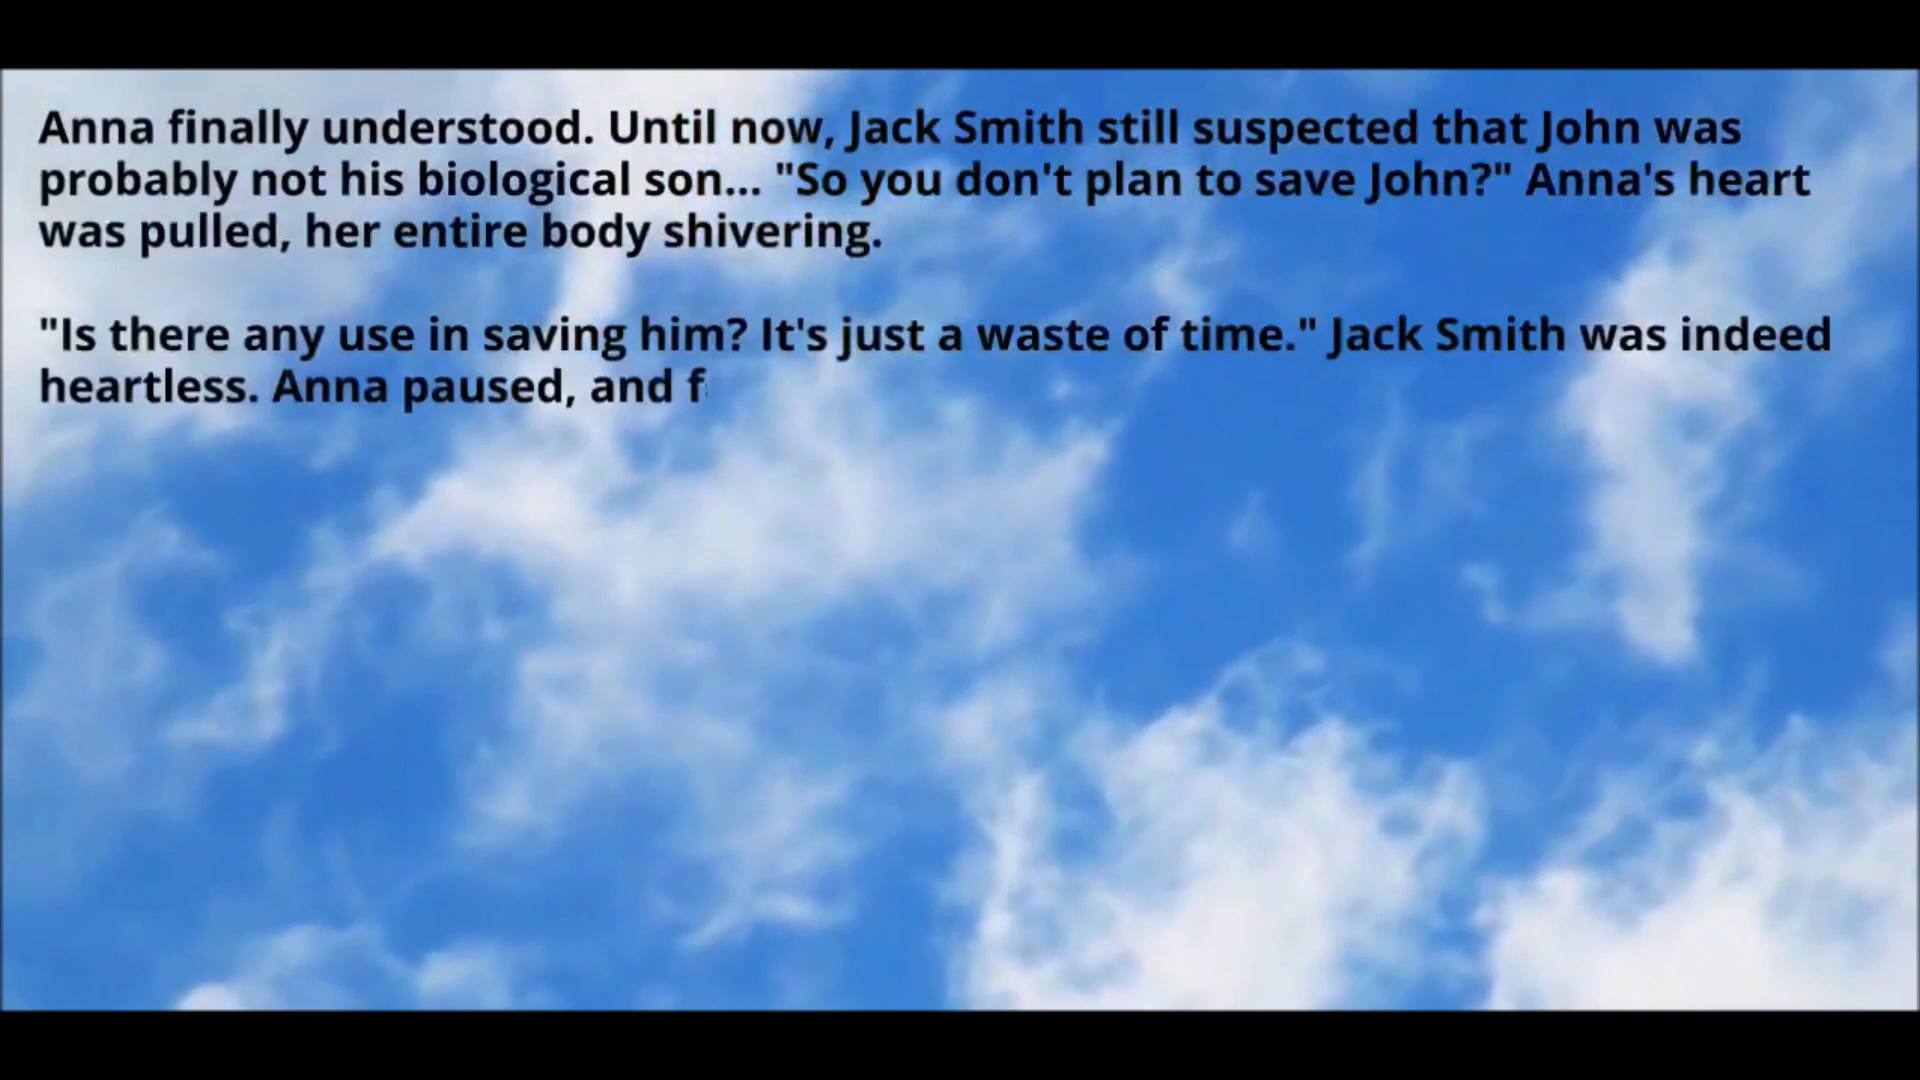 Anna finally understood. Until now, Jack Smith still suspected that John was
probably not his biological son... "So you don't plan to save John?" Anna's heart
was pulled, her entire body shivering.
"Is there any use in saving him? It's just a waste of time." Jack Smith was indeed
heartless. Anna paused, and f